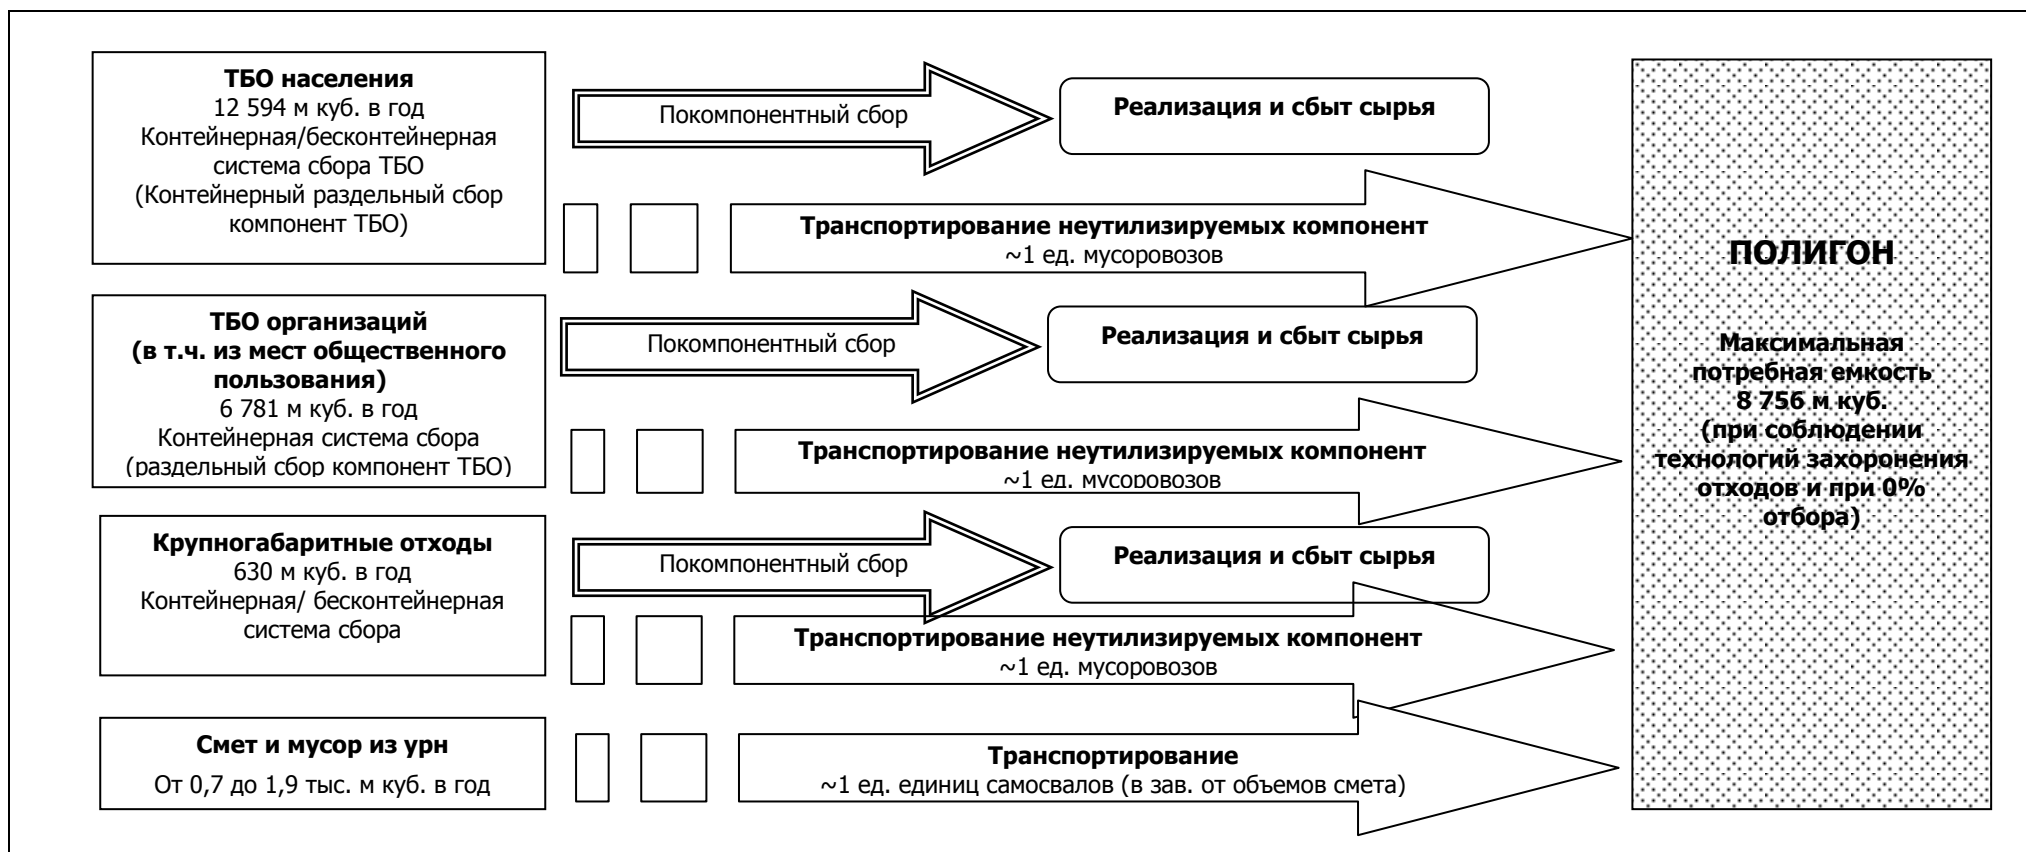 ТБО населения
12 594 м куб. в год
Контейнерная/бесконтейнерная
система сбора ТБО
(Контейнерный раздельный сбор
компонент ТБО)
Покомпонентный сбор
Реализация и сбыт сырья
Транспортирование неутилизируемых компонент
~1 ед. мусоровозов
ТБО организаций
(в т.ч. из мест общественного
пользования)
6 781 м куб. в год
Контейнерная система сбора
(раздельный сбор компонент ТБО)
Покомпонентный сбор
Реализация и сбыт сырья
Транспортирование неутилизируемых компонент
~1 ед. мусоровозов
Крупногабаритные отходы
630 м куб. в год
Контейнерная/ бесконтейнерная
система сбора
Покомпонентный сбор
Реализация и сбыт сырья
Транспортирование неутилизируемых компонент
~1 ед. мусоровозов
Смет и мусор из урн
От 0,7 до 1,9 тыс. м куб. в год
Транспортирование
~1 ед. единиц самосвалов (в зав. от объемов смета)
ПОЛИГОН
Максимальная
потребная емкость
8 756 м куб.
(при соблюдении
технологий захоронения
отходов и при 0%
отбора)